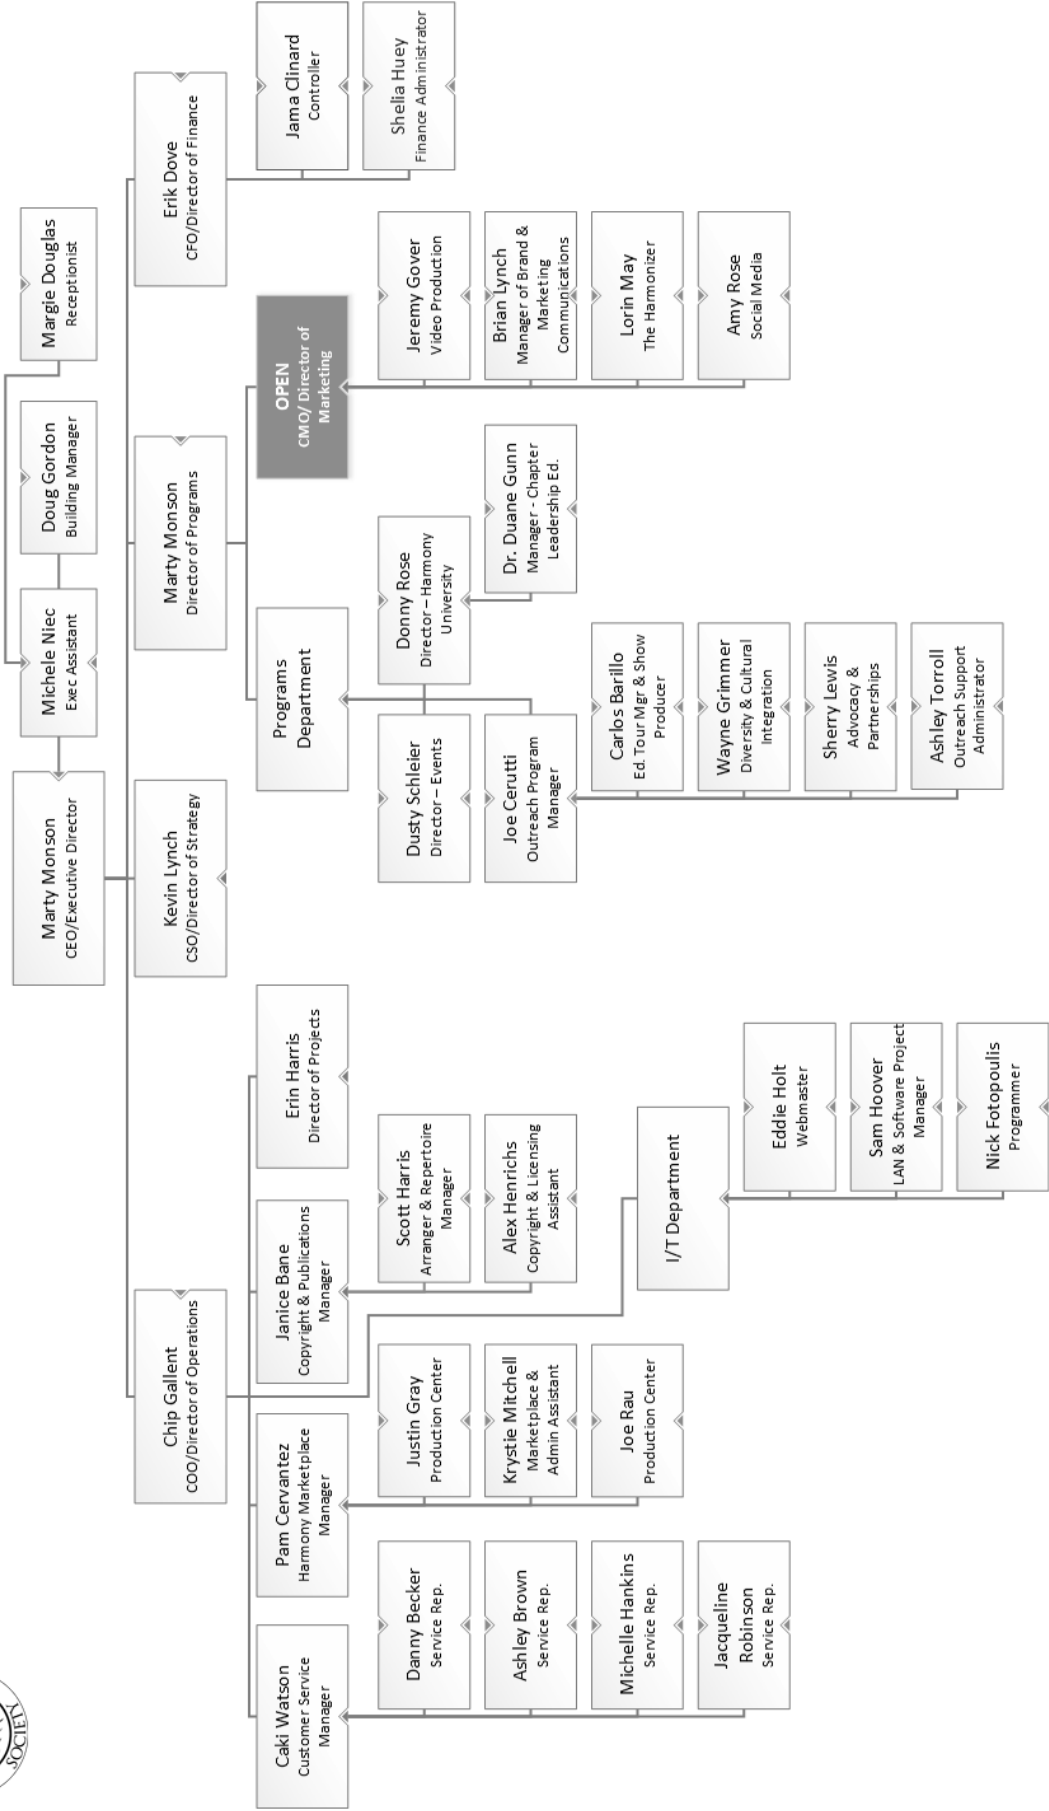 SOCIETY
Marty Monson
CEO/Executive Director
Michele Niec
Exec Assistant
Doug Gordon
Building Manager
Margie Douglas
Receptionist
Chip Gallent
COO/Director of Operations
Kevin Lynch
CSO/Director of Strategy
Marty Monson
Director of Programs
Erik Dove
CFO/Director of Finance
Caki Watson
Customer Service
Manager
Pam Cervantez
Harmony Marketplace
Manager
Janice Bane
Copyright & Publications
Manager
Erin Harris
Director of Projects
Programs
Department
OPEN
CMO/ Director of
Marketing
Jama Clinard
Controller
Shelia Huey
Finance Administrator
Danny Becker
Service Rep.
Ashley Brown
Service Rep.
Michelle Hankins
Service Rep.
Jacqueline
Robinson
Service Rep.
Justin Gray
Production Center
Krystie Mitchell
Marketplace &
Admin Assistant
Joe Rau
Production Center
Scott Harris
Arranger & Repertoire
Manager
Alex Henrichs
Copyright & Licensing
Assistant
I/T Department
Eddie Holt
Webmaster
Sam Hoover
LAN & Software Project
Manager
Nick Fotopoulis
Programmer
Dusty Schleier
Director – Events
Joe Cerutti
Outreach Program
Manager
Donny Rose
Director – Harmony
University
Dr. Duane Gunn
Manager - Chapter
Leadership Ed.
Carlos Barillo
Ed. Tour Mgr & Show
Producer
Wayne Grimmer
Diversity & Cultural
Integration
Sherry Lewis
Advocacy &
Partnerships
Ashley Torroll
Outreach Support
Administrator
Jeremy Gover
Video Production
Brian Lynch
Manager of Brand &
Marketing
Communications
Lorin May
The Harmonizer
Amy Rose
Social Media